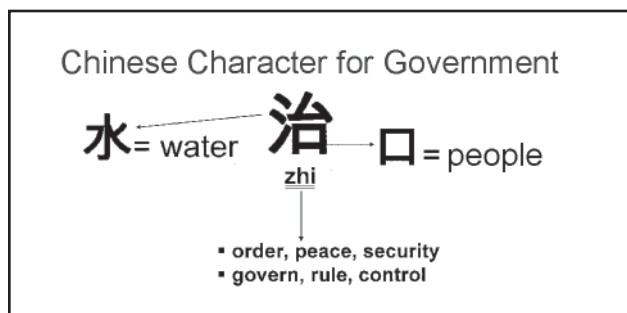 Chinese Character for Government
水= water 治 口 = people
zhi
▪ order, peace, security
▪ govern, rule, control